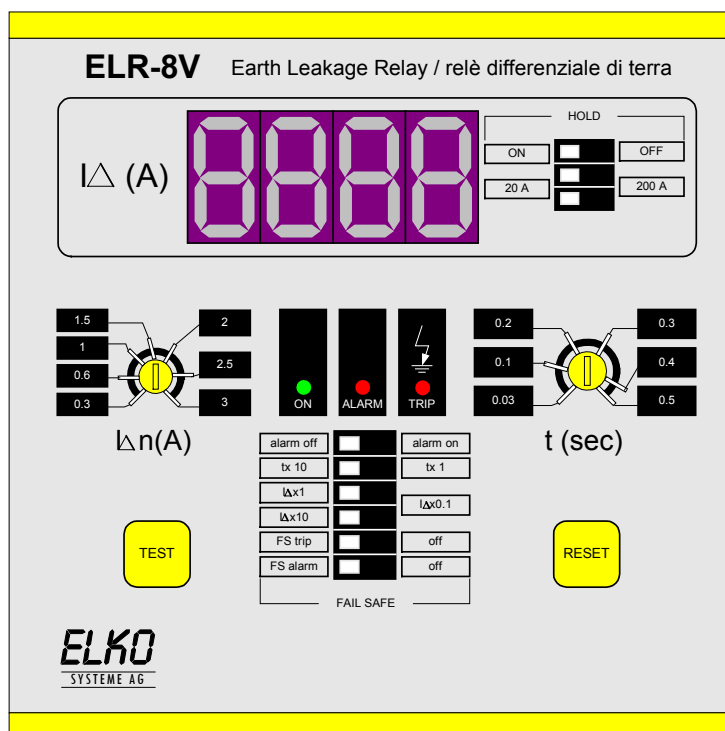 ELR-8V Earth Leakage Relay / relè differenziale di terra
I△ (A)
8888
HOLD
ON OFF
20 A 200 A
1.5 2
1 2.5
0.6 3
0.3
I△n(A)
ON ALARM TRIP
0.2 0.3
0.1 0.4
0.03 0.5
t (sec)
alarm off alarm on
tx 10 tx 1
I△x1 I△x0.1
I△x10
FS trip off
FS alarm off
FAIL SAFE
TEST
RESET
ELKO
SYSTEME AG